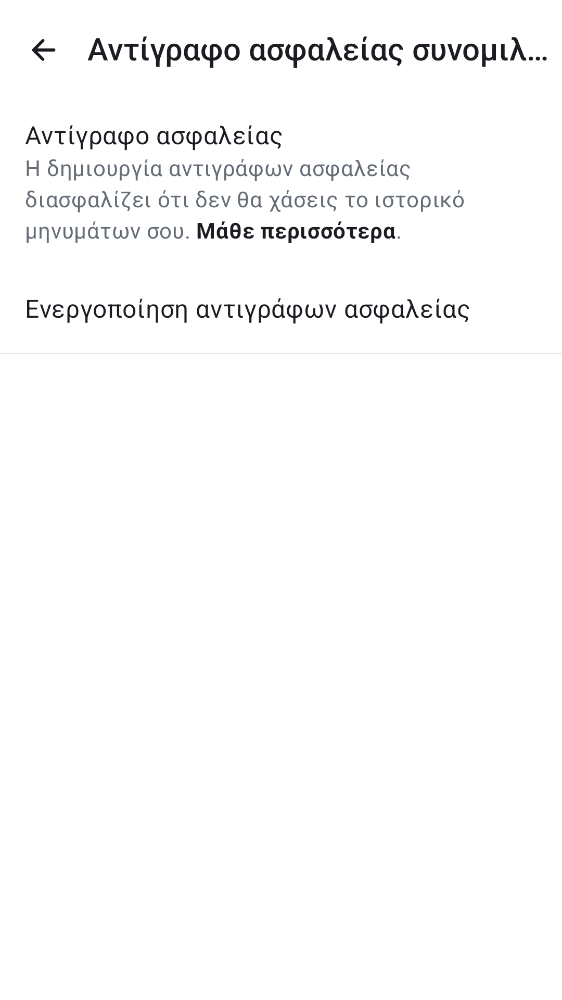 Αντίγραφο ασφαλείας συνομιλ...
Αντίγραφο ασφαλείας
Η δημιουργία αντιγράφων ασφαλείας
διασφαλίζει ότι δεν θα χάσεις το ιστορικό
μηνυμάτων σου. Μάθε περισσότερα.
Ενεργοποίηση αντιγράφων ασφαλείας